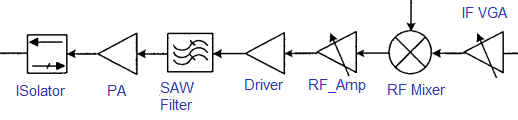 IF VGA
ISolator
PA
SAW
Filter
Driver
RF_Amp
RF Mixer